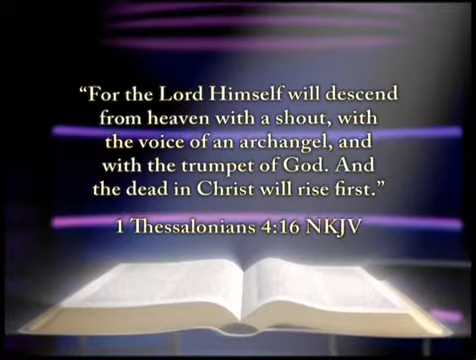 “For the Lord Himself will descend
from heaven with a shout, with
the voice of an archangel, and
with the trumpet of God. And
the dead in Christ will rise first.”
1 Thessalonians 4:16 NKJV